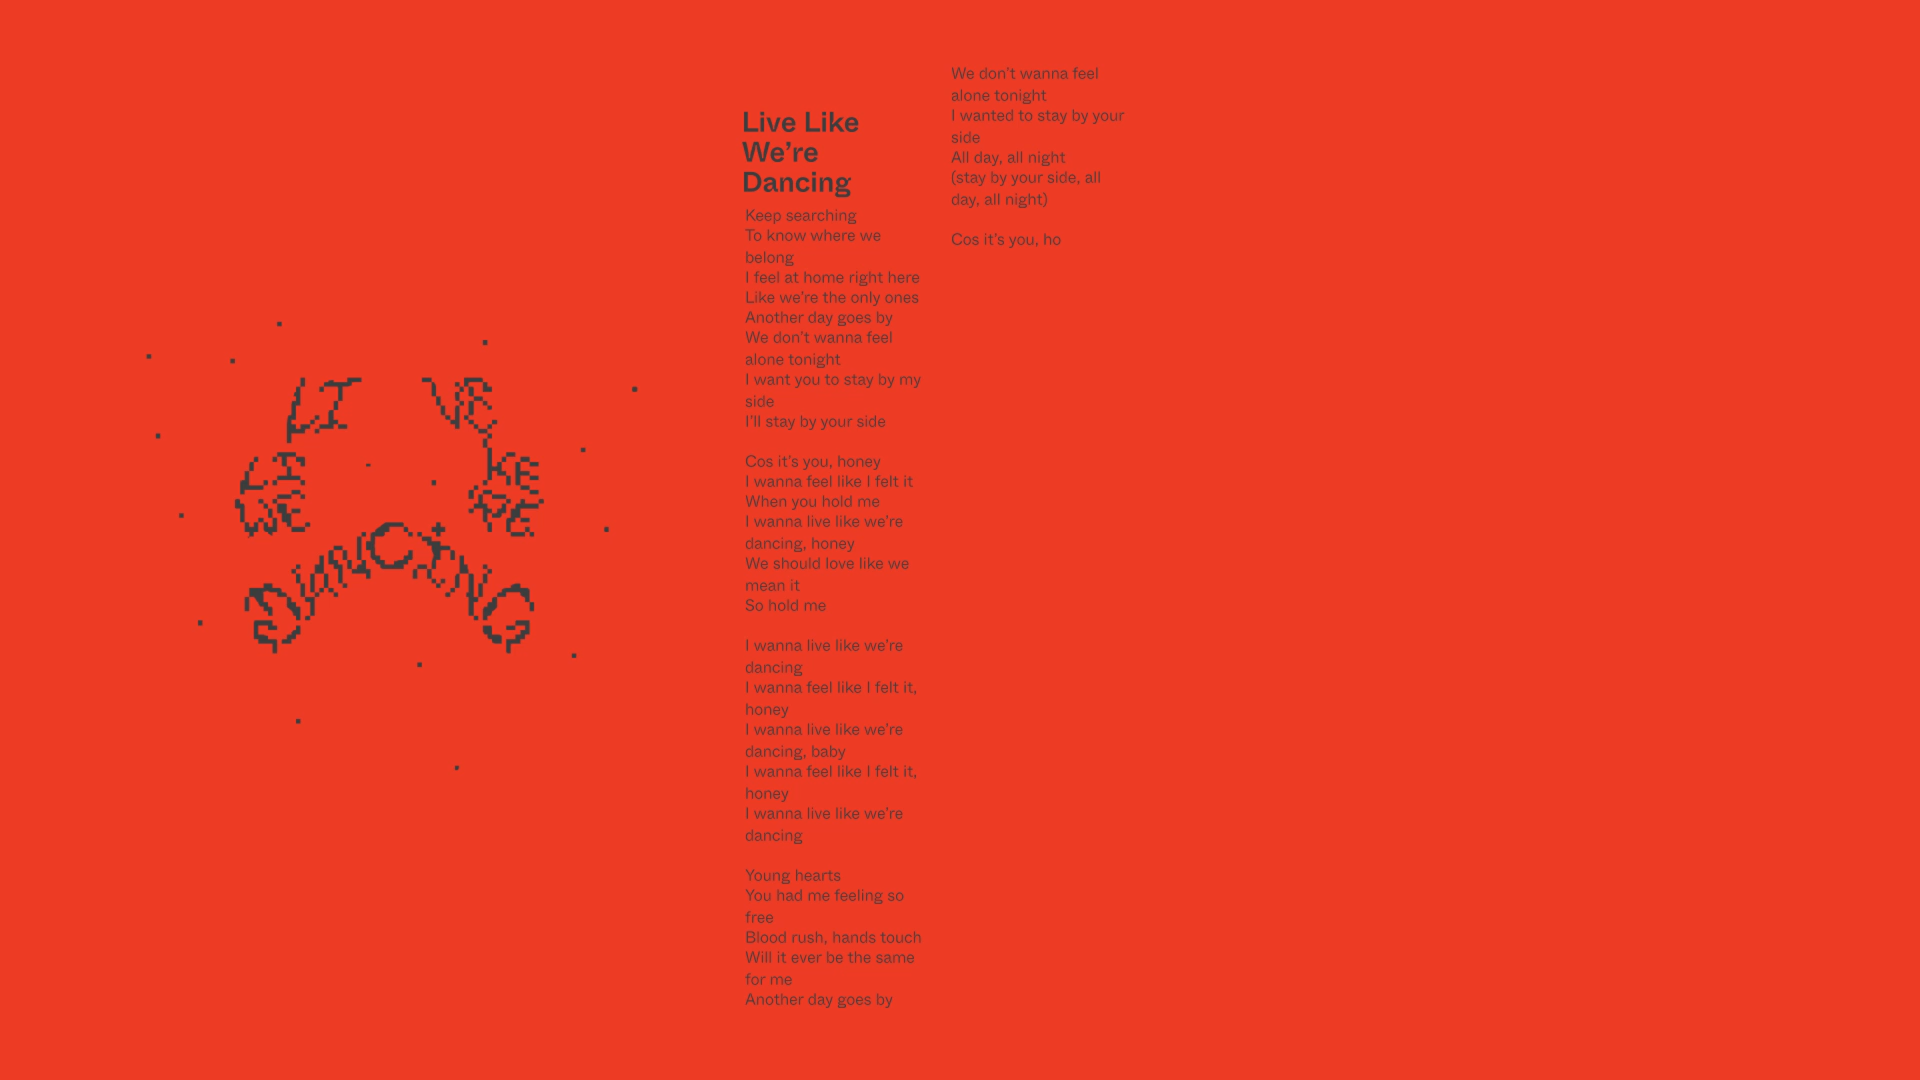 LI VE
LI KE
WE 'RE
DANCING
Live Like
We're
Dancing
Keep searching
To know where we
belong
I feel at home right here
Like we're the only ones
Another day goes by
We don't wanna feel
alone tonight
I want you to stay by my
side
I'll stay by your side
Cos it's you, honey
I wanna feel like I felt it
When you hold me
I wanna live like we're
dancing, honey
We should love like we
mean it
So hold me
I wanna live like we're
dancing
I wanna feel like I felt it,
honey
I wanna live like we're
dancing, baby
I wanna feel like I felt it,
honey
I wanna live like we're
dancing
Young hearts
You had me feeling so
free
Blood rush, hands touch
Will it ever be the same
for me
Another day goes by
We don't wanna feel
alone tonight
I wanted to stay by your
side
All day, all night
(stay by your side, all
day, all night)
Cos it's you, ho